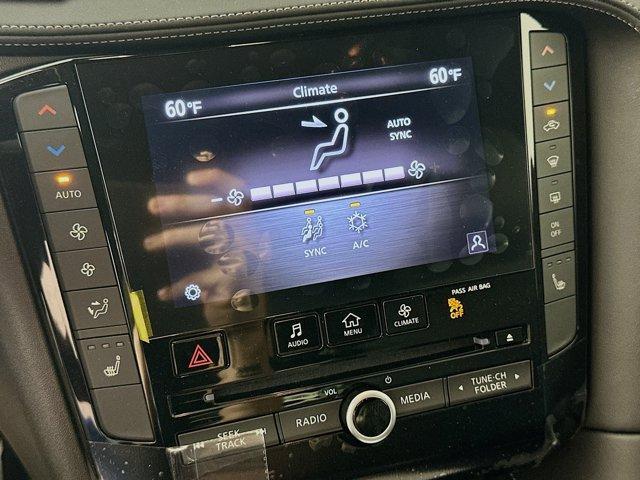 Climate
60°F
60°F
AUTO
SYNC
SYNC
A/C
AUTO
ON
OFF
AUDIO
MENU
CLIMATE
PASS AIR BAG
OFF
VOL
RADIO
MEDIA
SEEK
TRACK
TUNE·CH
FOLDER